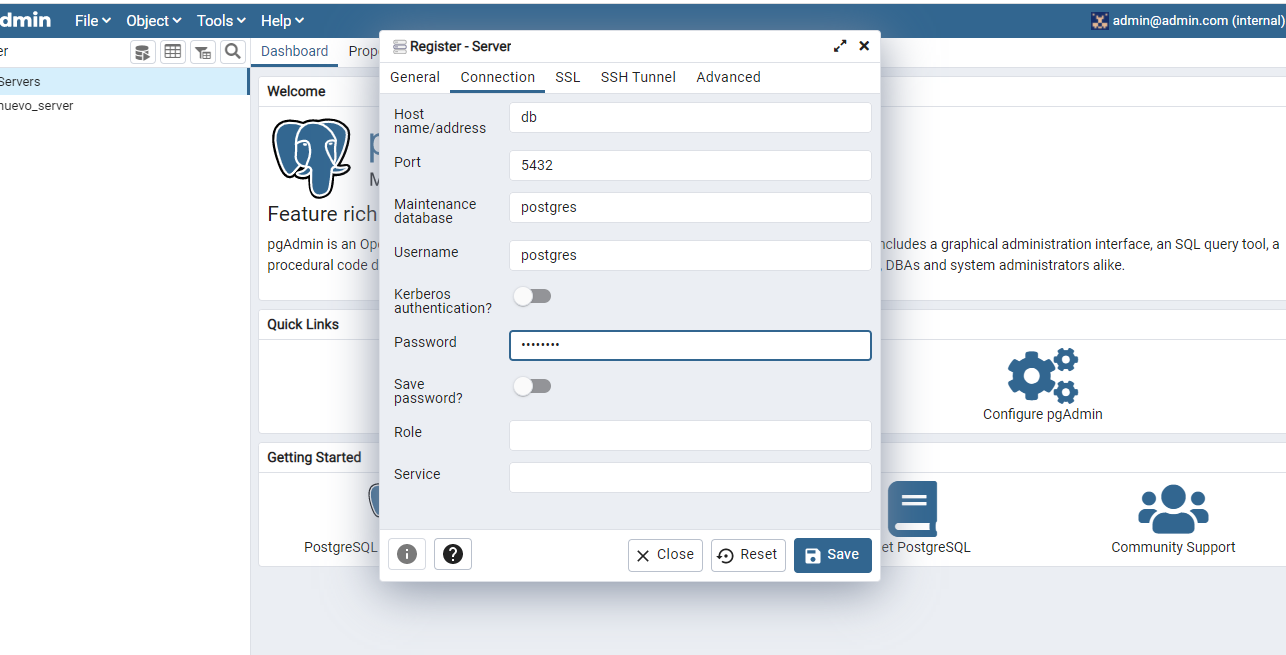 dmin File Object Tools Help admin@admin.com (internal)
er Dashboard Prop
Servers
nuevo_server
Register - Server
General Connection SSL SSH Tunnel Advanced
Welcome
Host name/address
db
Port
5432
Maintenance database
postgres
Username
postgres
Kerberos authentication?
Password
••••••••
Save password?
Role
Service
Close Reset Save
p
M
Feature rich
pgAdmin is an Op
ncludes a graphical administration interface, an SQL query tool, a
procedural code d
, DBAs and system administrators alike.
Quick Links
Configure pgAdmin
Getting Started
PostgreSQL
et PostgreSQL
Community Support